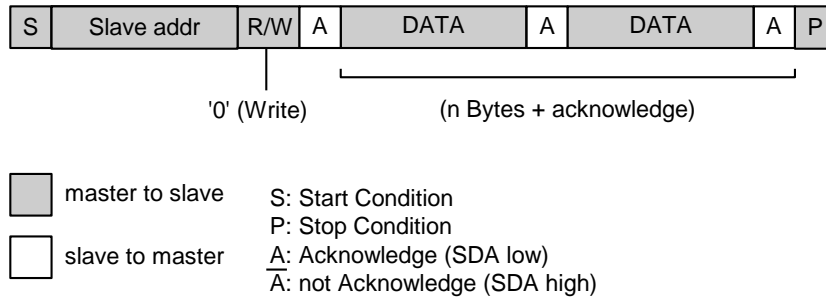 S Slave addr R/W A DATA A DATA A P
'0' (Write) (n Bytes + acknowledge)
master to slave
slave to master
S: Start Condition
P: Stop Condition
A: Acknowledge (SDA low)
A̅: not Acknowledge (SDA high)